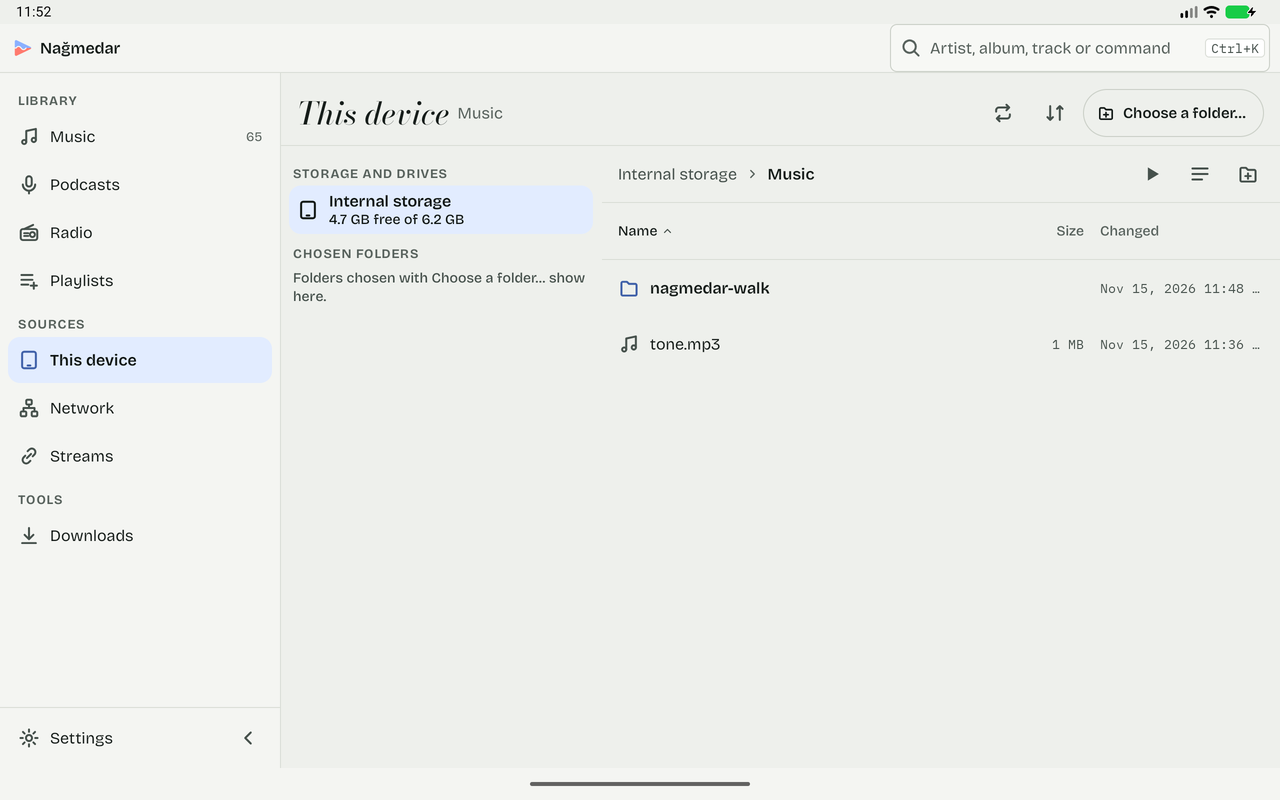 11:52
Nağmedar
Artist, album, track or command
Ctrl+K
LIBRARY
Music
65
Podcasts
Radio
Playlists
SOURCES
This device
Network
Streams
TOOLS
Downloads
Settings
This device Music
Choose a folder...
STORAGE AND DRIVES
Internal storage
4.7 GB free of 6.2 GB
CHOSEN FOLDERS
Folders chosen with Choose a folder... show
here.
Internal storage > Music
Name Size Changed
nagmedar-walk Nov 15, 2026 11:48 …
tone.mp3 1 MB Nov 15, 2026 11:36 …